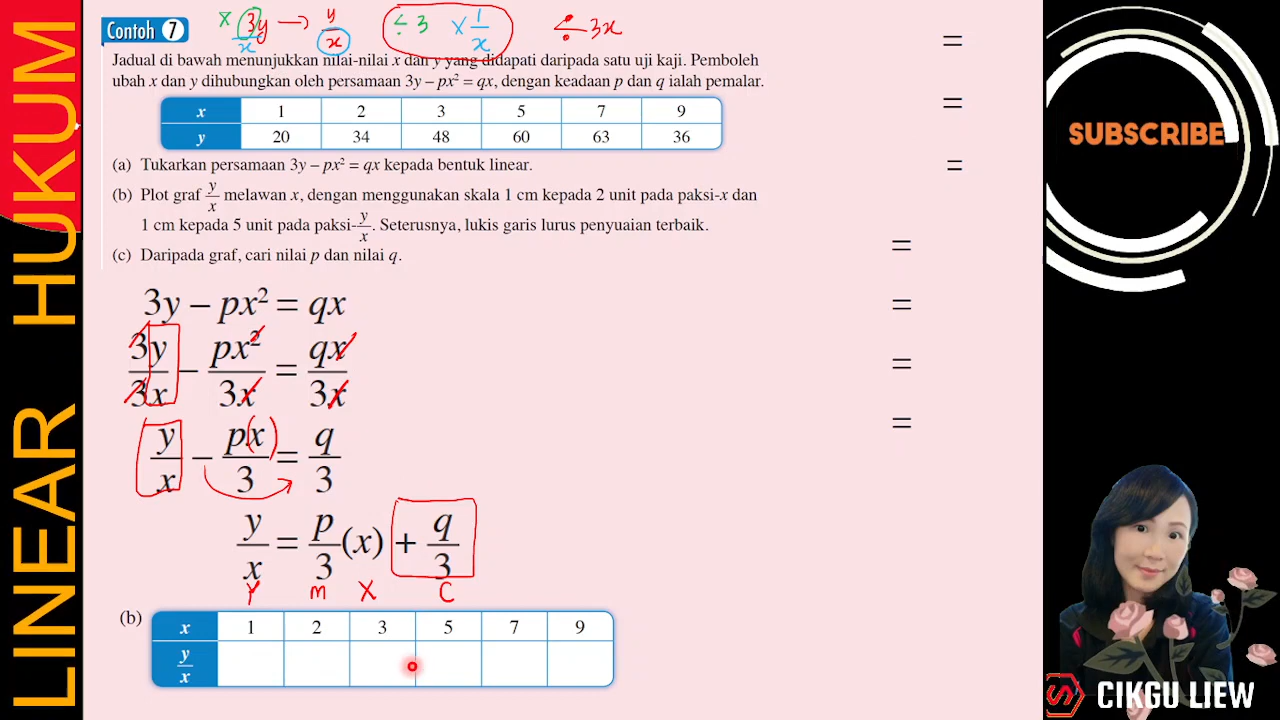 LINEAR HUKUM
Contoh 7
× 3y/x → y/x ÷ 3 × 1/x ÷ 3x
Jadual di bawah menunjukkan nilai-nilai x dan y yang didapati daripada satu uji kaji. Pemboleh
ubah x dan y dihubungkan oleh persamaan 3y – px² = qx, dengan keadaan p dan q ialah pemalar.
x 1 2 3 5 7 9
y 20 34 48 60 63 36
(a) Tukarkan persamaan 3y – px² = qx kepada bentuk linear.
(b) Plot graf y/x melawan x, dengan menggunakan skala 1 cm kepada 2 unit pada paksi-x dan
1 cm kepada 5 unit pada paksi-y/x. Seterusnya, lukis garis lurus penyuaian terbaik.
(c) Daripada graf, cari nilai p dan nilai q.
3y – px² = qx
3y/3x – px²/3x = qx/3x
y/x – px/3 = q/3
y/x = p/3 (x) + q/3
Y m X C
(b) x 1 2 3 5 7 9
y/x
=
=
=
=
=
=
=
SUBSCRIBE
CIKGU LIEW